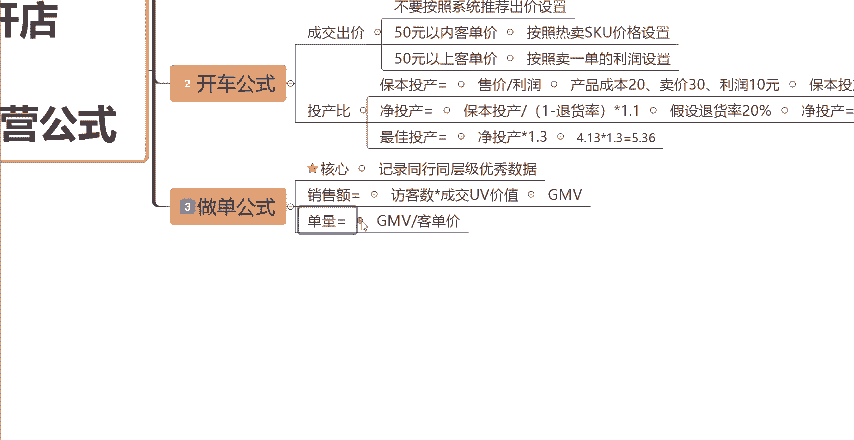 开店
营公式
不要按照系统推荐出价设置
成交出价
50元以内客单价
按照热卖SKU价格设置
50元以上客单价
按照卖一单的利润设置
2 开车公式
保本投产=
售价/利润
产品成本20、卖价30、利润10元
保本投
投产比
净投产=
保本投产/（1-退货率）*1.1
假设退货率20%
净投产=
最佳投产=
净投产*1.3
4.13*1.3=5.36
核心
记录同行同层级优秀数据
3 做单公式
销售额=
访客数*成交UV价值
GMV
单量=
GMV/客单价